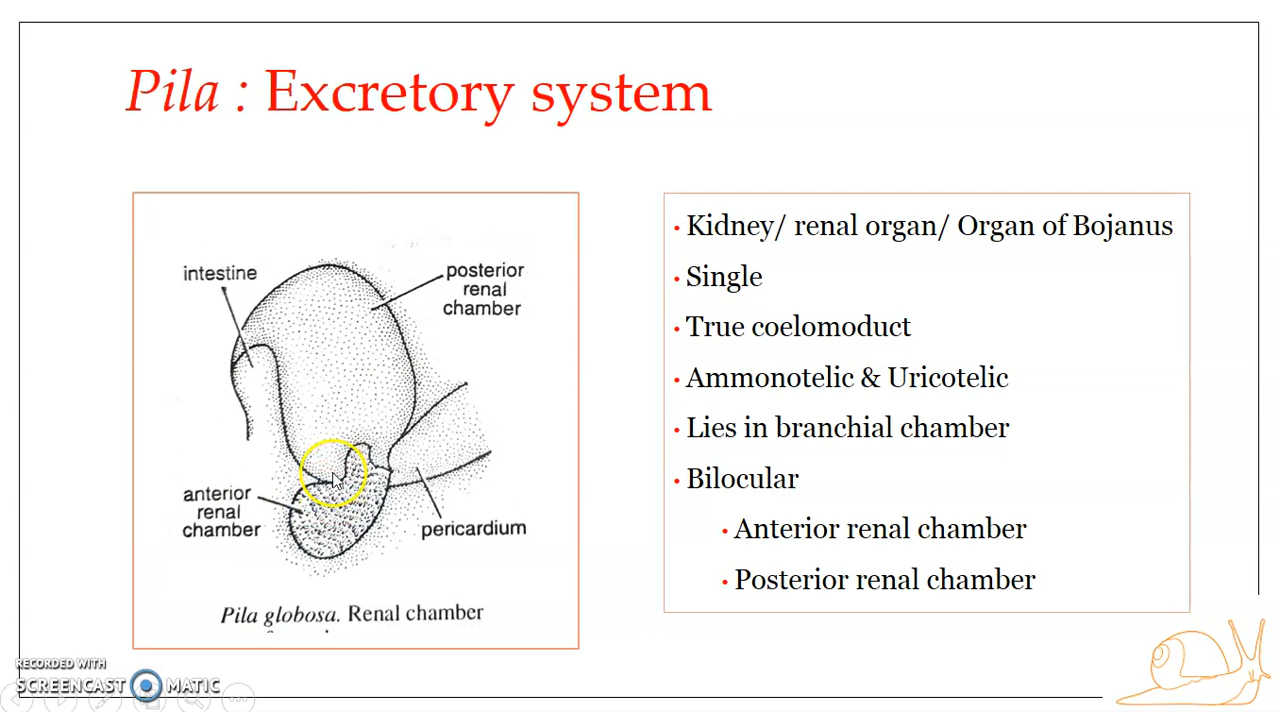 Pila : Excretory system
intestine
posterior
renal
chamber
anterior
renal
chamber
pericardium
Pila globosa. Renal chamber
• Kidney/ renal organ/ Organ of Bojanus
• Single
• True coelomoduct
• Ammonotelic & Uricotelic
• Lies in branchial chamber
• Bilocular
• Anterior renal chamber
• Posterior renal chamber
RECORDED WITH
SCREENCAST MATIC